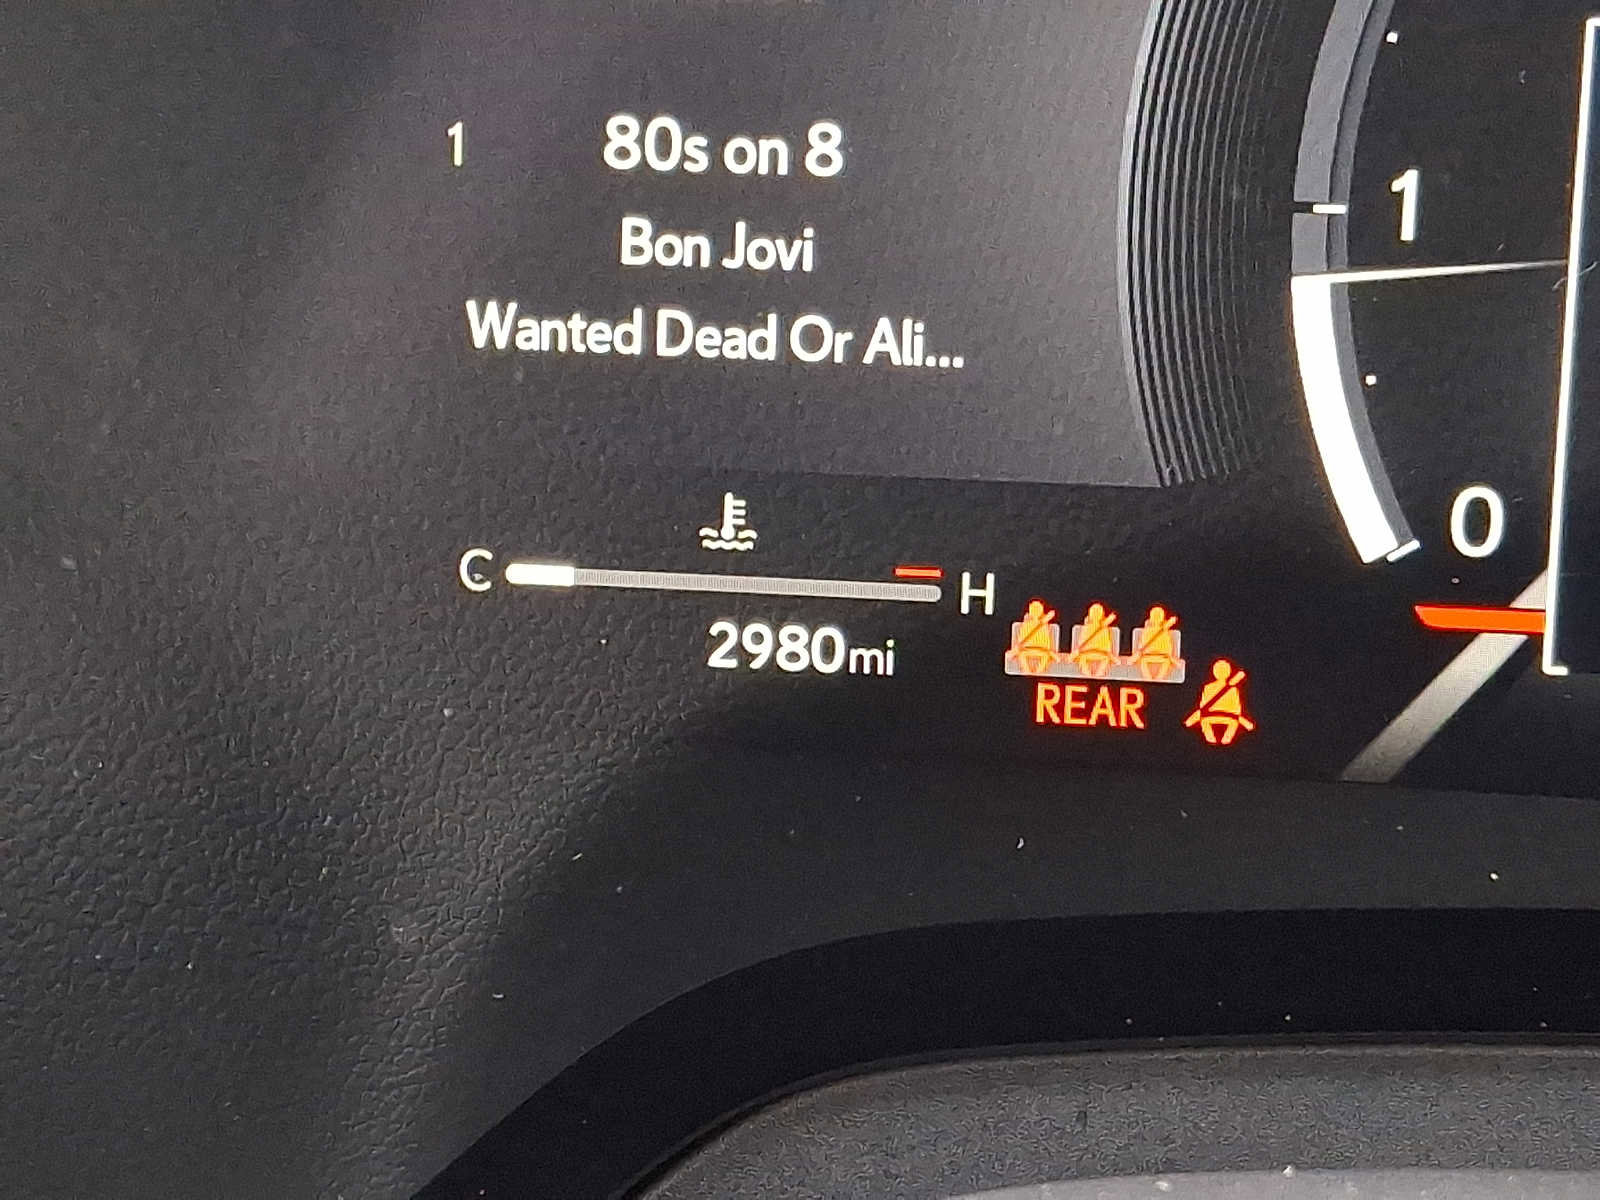 1 80s on 8
Bon Jovi
Wanted Dead Or Ali...
1
0
C H
2980mi
REAR